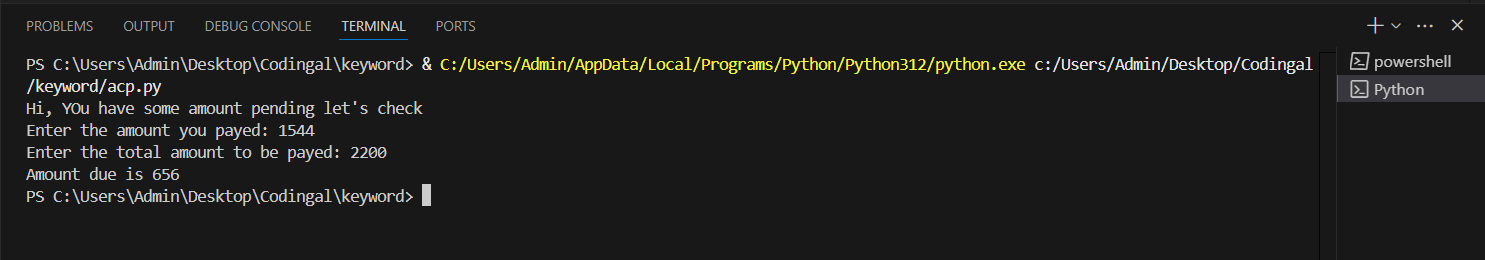 PROBLEMS OUTPUT DEBUG CONSOLE TERMINAL PORTS
PS C:\Users\Admin\Desktop\Codingal\keyword> & C:/Users/Admin/AppData/Local/Programs/Python/Python312/python.exe c:/Users/Admin/Desktop/Codingal
/keyword/acp.py
Hi, YOu have some amount pending let's check
Enter the amount you payed: 1544
Enter the total amount to be payed: 2200
Amount due is 656
PS C:\Users\Admin\Desktop\Codingal\keyword>
powershell
Python